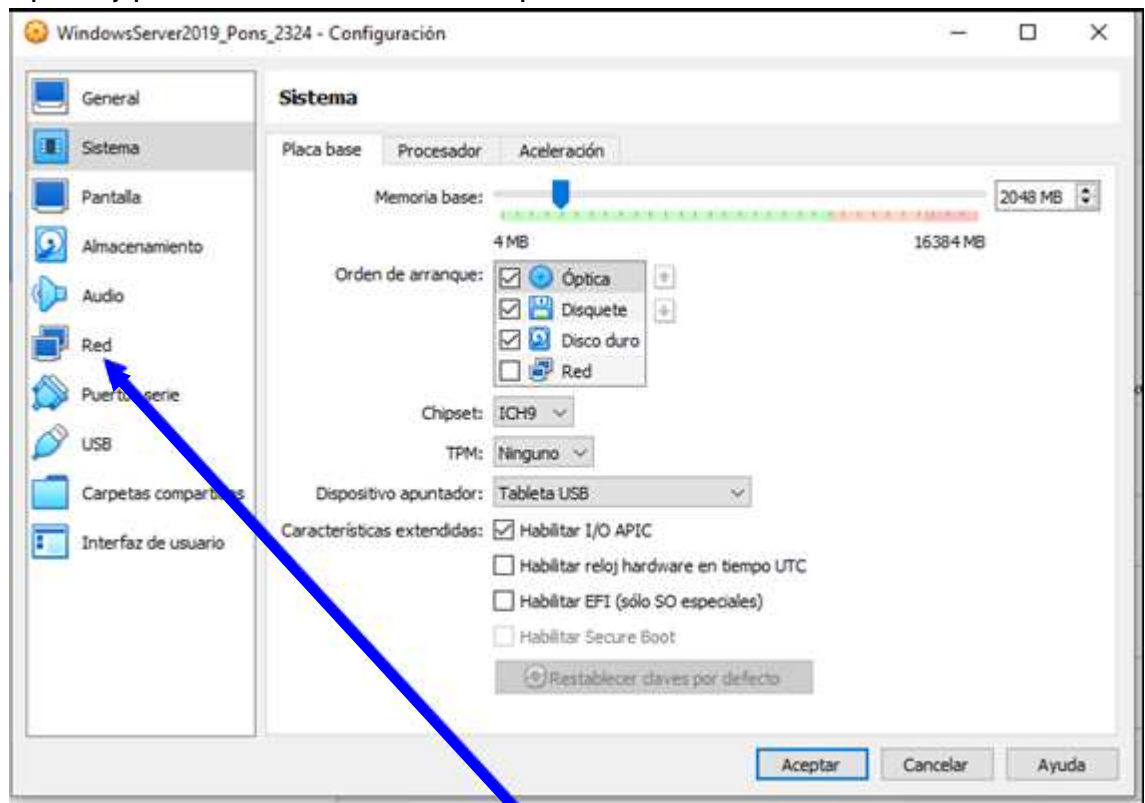 WindowsServer2019_Pons_2324 - Configuración
General
Sistema
Pantalla
Almacenamiento
Audio
Red
Puertos serie
USB
Carpetas compartidas
Interfaz de usuario
Sistema
Placa base Procesador Aceleración
Memoria base: 2048 MB
4 MB 16384 MB
Orden de arranque: Óptica
Disquete
Disco duro
Red
Chipset: ICH9
TPM: Ninguno
Dispositivo apuntador: Tableta USB
Características extendidas: Habilitar I/O APIC
Habilitar reloj hardware en tiempo UTC
Habilitar EFI (sólo SO especiales)
Habilitar Secure Boot
Restablecer claves por defecto
Aceptar Cancelar Ayuda